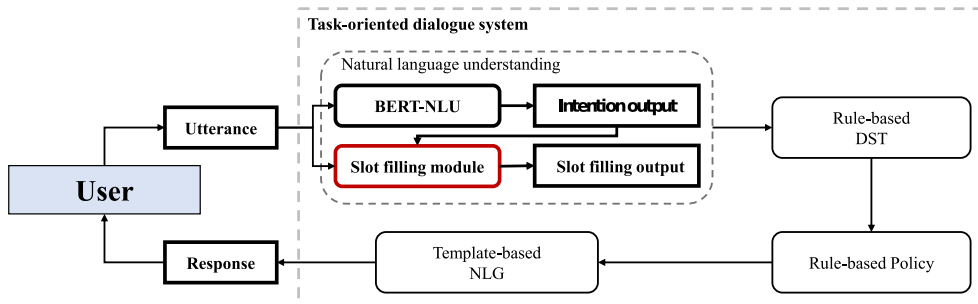 Task-oriented dialogue system
Natural language understanding
BERT-NLU
Intention output
Utterance
Rule-based
DST
Slot filling module
Slot filling output
User
Response
Template-based
NLG
Rule-based Policy